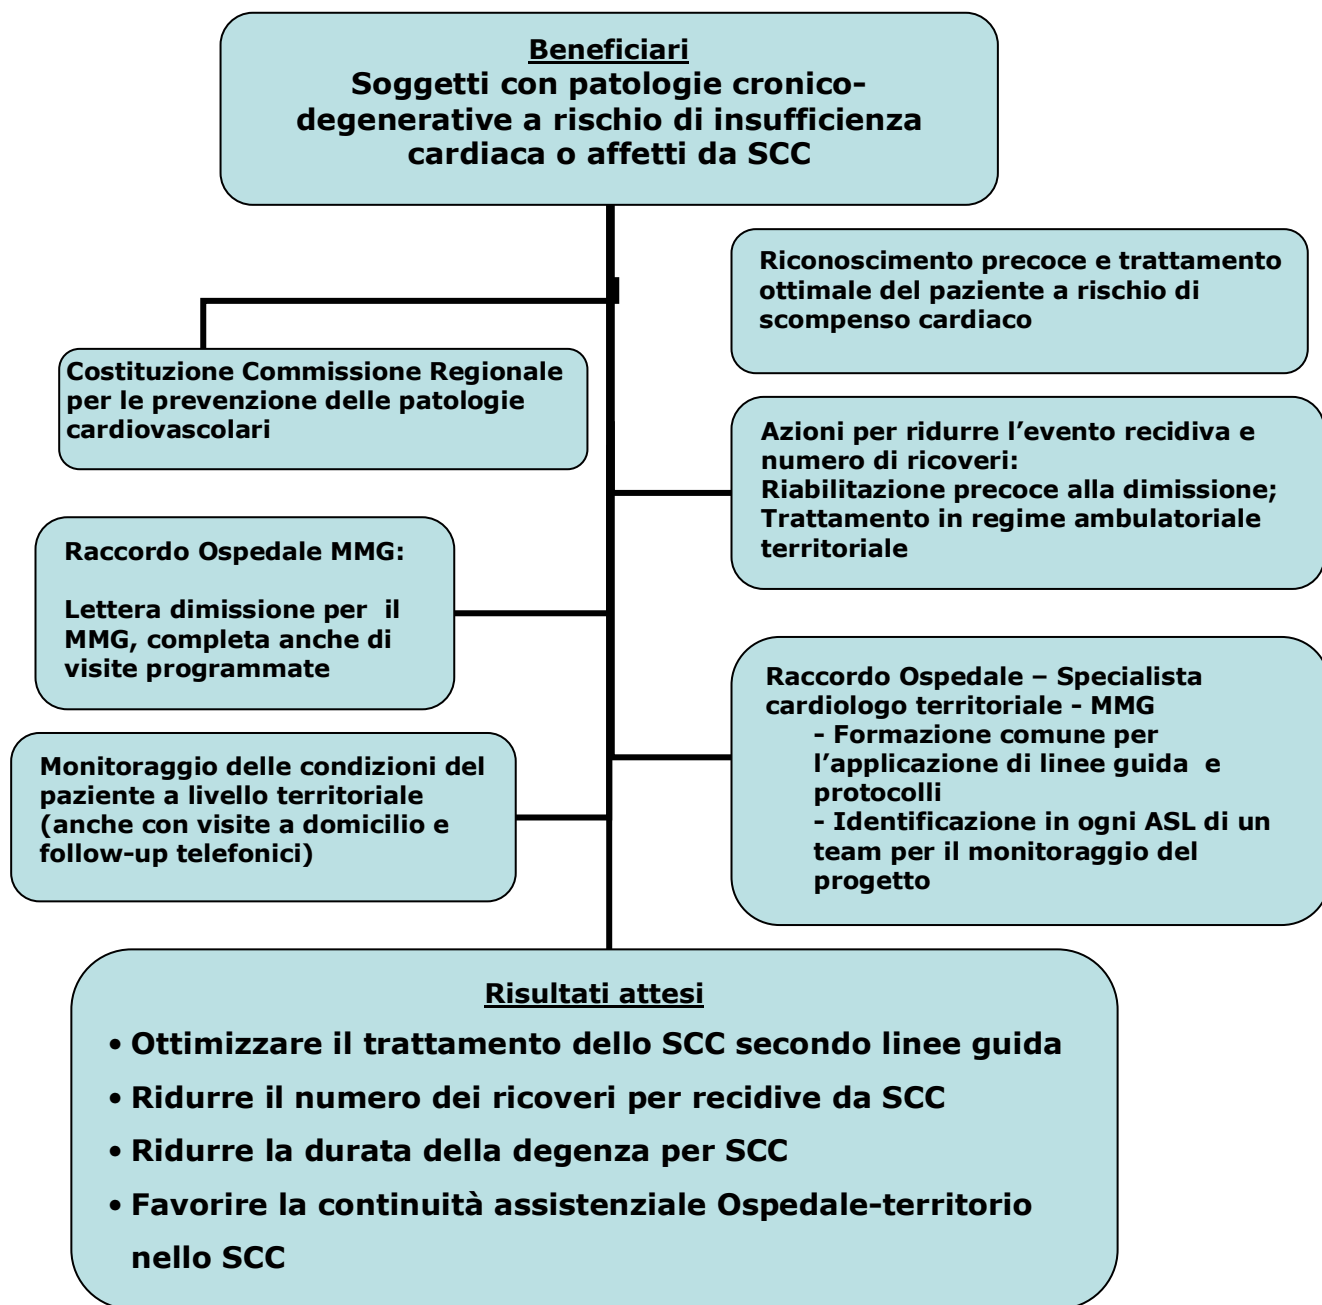 Beneficiari
Soggetti con patologie cronico-
degenerative a rischio di insufficienza
cardiaca o affetti da SCC
Riconoscimento precoce e trattamento
ottimale del paziente a rischio di
scompenso cardiaco
Costituzione Commissione Regionale
per le prevenzione delle patologie
cardiovascolari
Azioni per ridurre l’evento recidiva e
numero di ricoveri:
Riabilitazione precoce alla dimissione;
Trattamento in regime ambulatoriale
territoriale
Raccordo Ospedale MMG:
Lettera dimissione per il
MMG, completa anche di
visite programmate
Raccordo Ospedale – Specialista
cardiologo territoriale - MMG
- Formazione comune per
l’applicazione di linee guida e
protocolli
- Identificazione in ogni ASL di un
team per il monitoraggio del
progetto
Monitoraggio delle condizioni del
paziente a livello territoriale
(anche con visite a domicilio e
follow-up telefonici)
Risultati attesi
• Ottimizzare il trattamento dello SCC secondo linee guida
• Ridurre il numero dei ricoveri per recidive da SCC
• Ridurre la durata della degenza per SCC
• Favorire la continuità assistenziale Ospedale-territorio
nello SCC